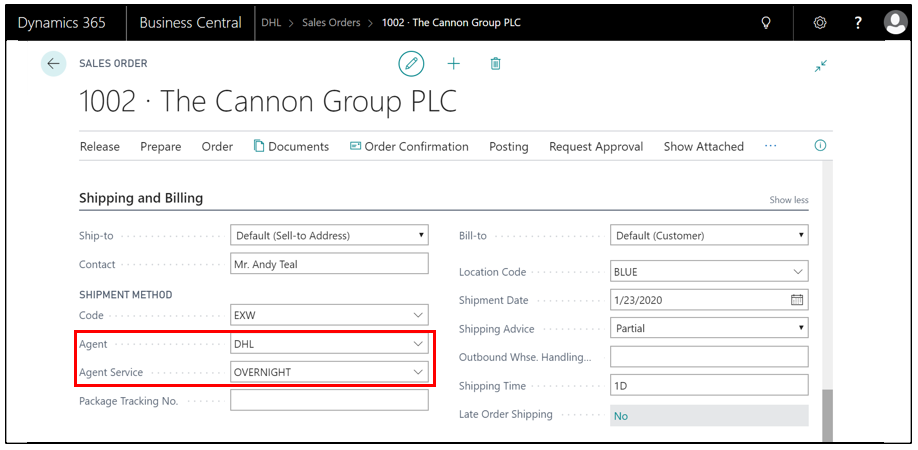 Dynamics 365 Business Central DHL > Sales Orders > 1002 · The Cannon Group PLC ?
SALES ORDER
1002 · The Cannon Group PLC
Release Prepare Order Documents Order Confirmation Posting Request Approval Show Attached ...
Shipping and Billing Show less
Ship-to Default (Sell-to Address)
Contact Mr. Andy Teal
SHIPMENT METHOD
Code EXW
Agent DHL
Agent Service OVERNIGHT
Package Tracking No.
Bill-to Default (Customer)
Location Code BLUE
Shipment Date 1/23/2020
Shipping Advice Partial
Outbound Whse. Handling...
Shipping Time 1D
Late Order Shipping No